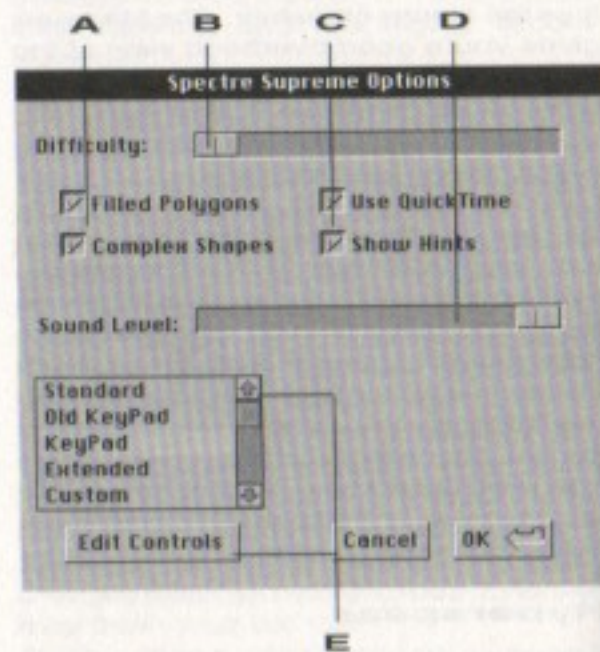 A B C D
Spectre Supreme Options
Difficulty:
Filled Polygons Use QuickTime
Complex Shapes Show Hints
Sound Level:
Standard
Old KeyPad
KeyPad
Extended
Custom
Edit Controls Cancel OK
E